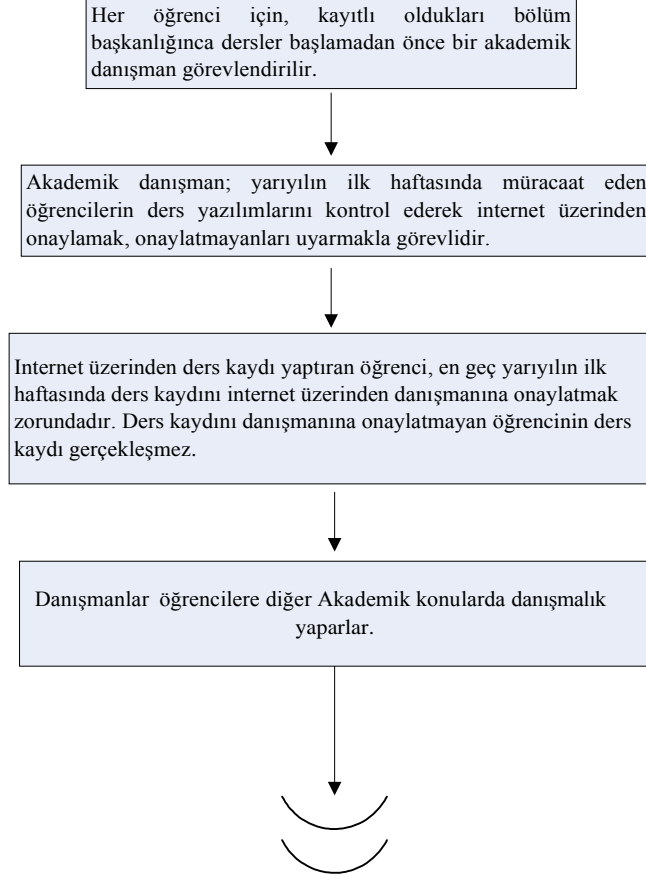 Her öğrenci için, kayıtlı oldukları bölüm
başkanlığınca dersler başlamadan önce bir akademik
danışman görevlendirilir.
Akademik danışman; yarıyılın ilk haftasında müracaat eden
öğrencilerin ders yazılımlarını kontrol ederek internet üzerinden
onaylamak, onaylatmayanları uyarmakla görevlidir.
Internet üzerinden ders kaydı yaptıran öğrenci, en geç yarıyılın ilk
haftasında ders kaydını internet üzerinden danışmanına onaylatmak
zorundadır. Ders kaydını danışmanına onaylatmayan öğrencinin ders
kaydı gerçekleşmez.
Danışmanlar öğrencilere diğer Akademik konularda danışmalık
yaparlar.